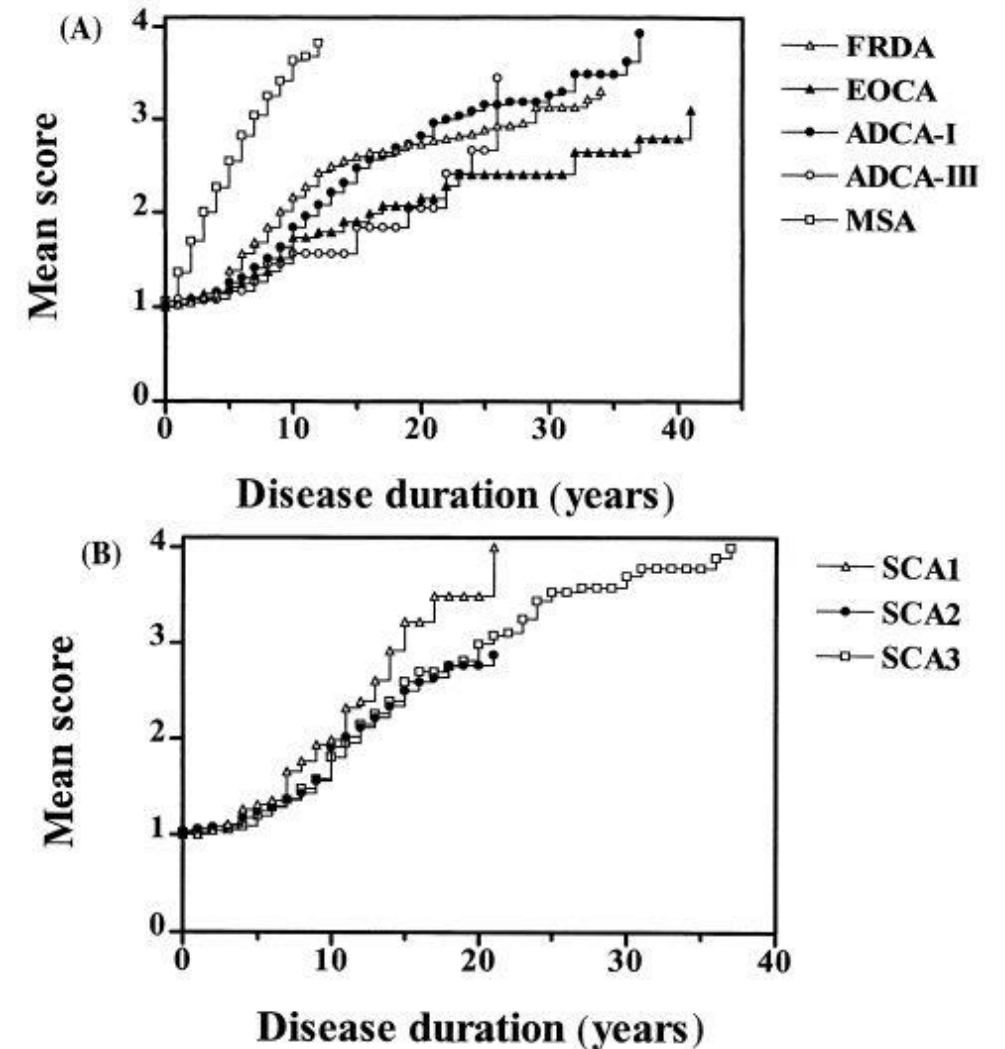 (A)
4
3
2
1
0
Mean score
0 10 20 30 40
Disease duration (years)
FRDA
EOCA
ADCA-I
ADCA-III
MSA
(B)
4
3
2
1
0
Mean score
0 10 20 30 40
Disease duration (years)
SCA1
SCA2
SCA3